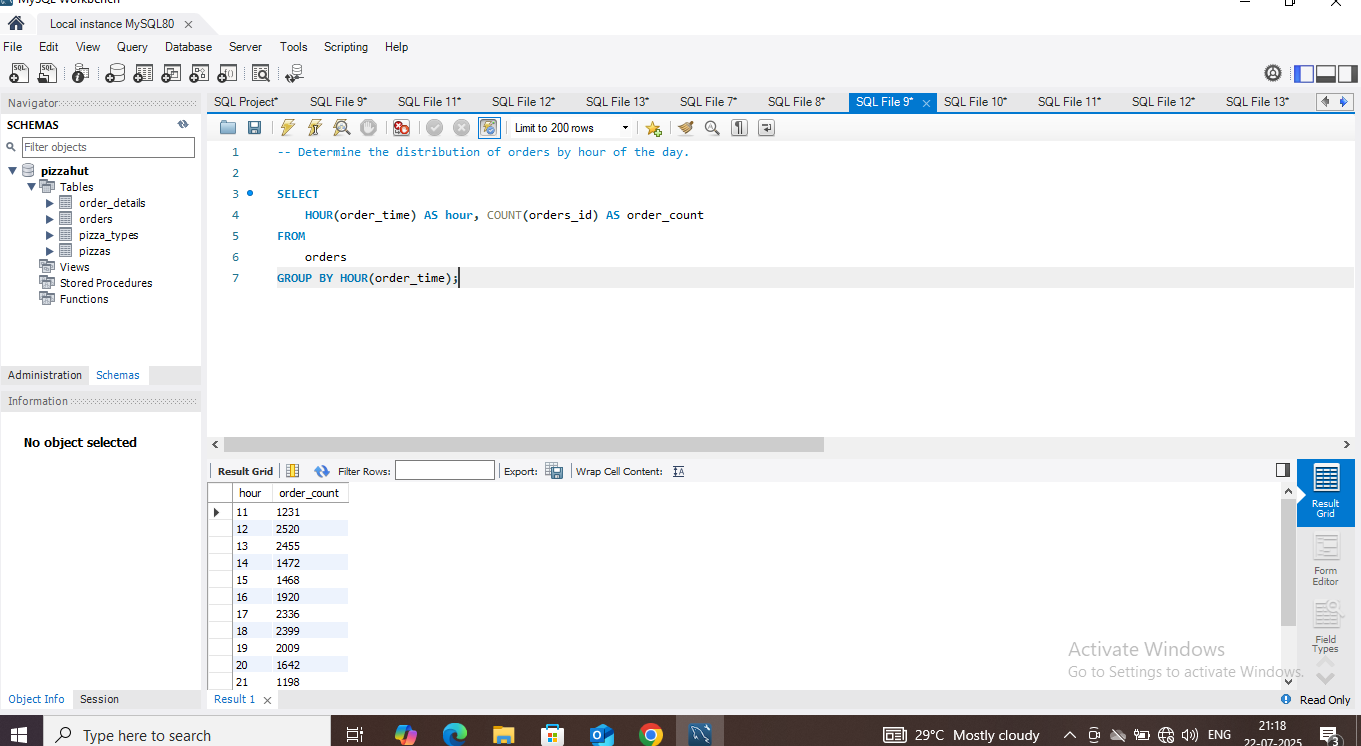 MySQL Workbench
Local instance MySQL80
File Edit View Query Database Server Tools Scripting Help
Navigator
SQL Project* SQL File 9* SQL File 11* SQL File 12* SQL File 13* SQL File 7* SQL File 8* SQL File 9* SQL File 10* SQL File 11* SQL File 12* SQL File 13*
SCHEMAS
Limit to 200 rows
Filter objects
pizzahut
Tables
order_details
orders
pizza_types
pizzas
Views
Stored Procedures
Functions
1 -- Determine the distribution of orders by hour of the day.
2
3 SELECT
4 HOUR(order_time) AS hour, COUNT(orders_id) AS order_count
5 FROM
6 orders
7 GROUP BY HOUR(order_time);
Administration Schemas
Information
No object selected
Result Grid Filter Rows: Export: Wrap Cell Content:
hour order_count
11 1231
12 2520
13 2455
14 1472
15 1468
16 1920
17 2336
18 2399
19 2009
20 1642
21 1198
Result
Grid
Form
Editor
Field
Types
Activate Windows
Go to Settings to activate Windows.
Object Info Session
Result 1
Read Only
Type here to search
29°C Mostly cloudy
ENG
21:18
22-07-2025
3